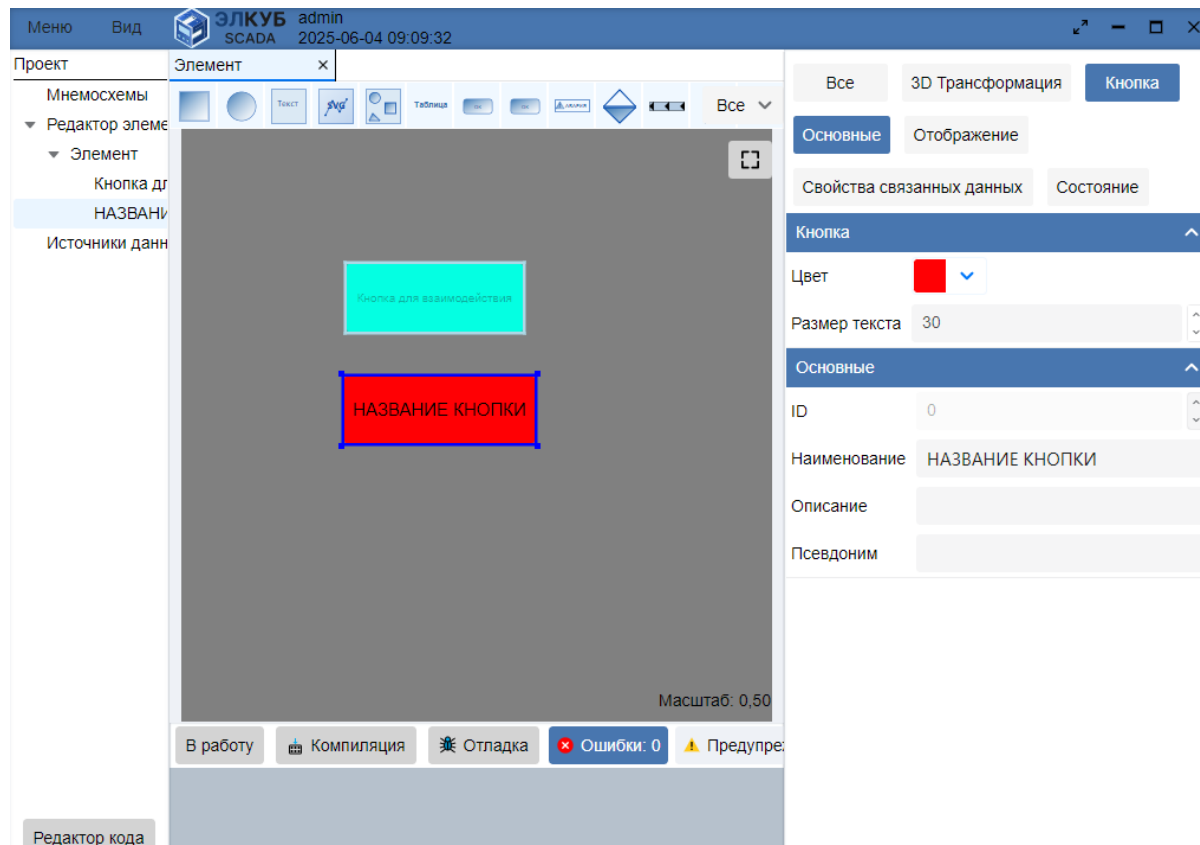 Меню Вид ЭЛКУБ SCADA admin
2025-06-04 09:09:32
Проект
Мнемосхемы
Редактор элеме
Элемент
Кнопка дл
НАЗВАНИ
Источники данн
Редактор кода
Элемент ×
Текст svg Таблица ОК ОК Все
Кнопка для взаимодействия
НАЗВАНИЕ КНОПКИ
Масштаб: 0,50
В работу Компиляция Отладка Ошибки: 0 Предупре
Все 3D Трансформация Кнопка
Основные Отображение
Свойства связанных данных Состояние
Кнопка
Цвет
Размер текста 30
Основные
ID 0
Наименование НАЗВАНИЕ КНОПКИ
Описание
Псевдоним